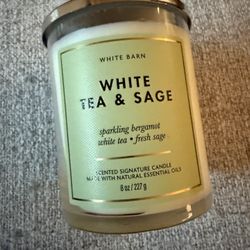 WHITE BARN
WHITE
TEA & SAGE
sparkling bergamot
white tea • fresh sage
SCENTED SIGNATURE CANDLE
MADE WITH NATURAL ESSENTIAL OILS
8 oz / 227 g